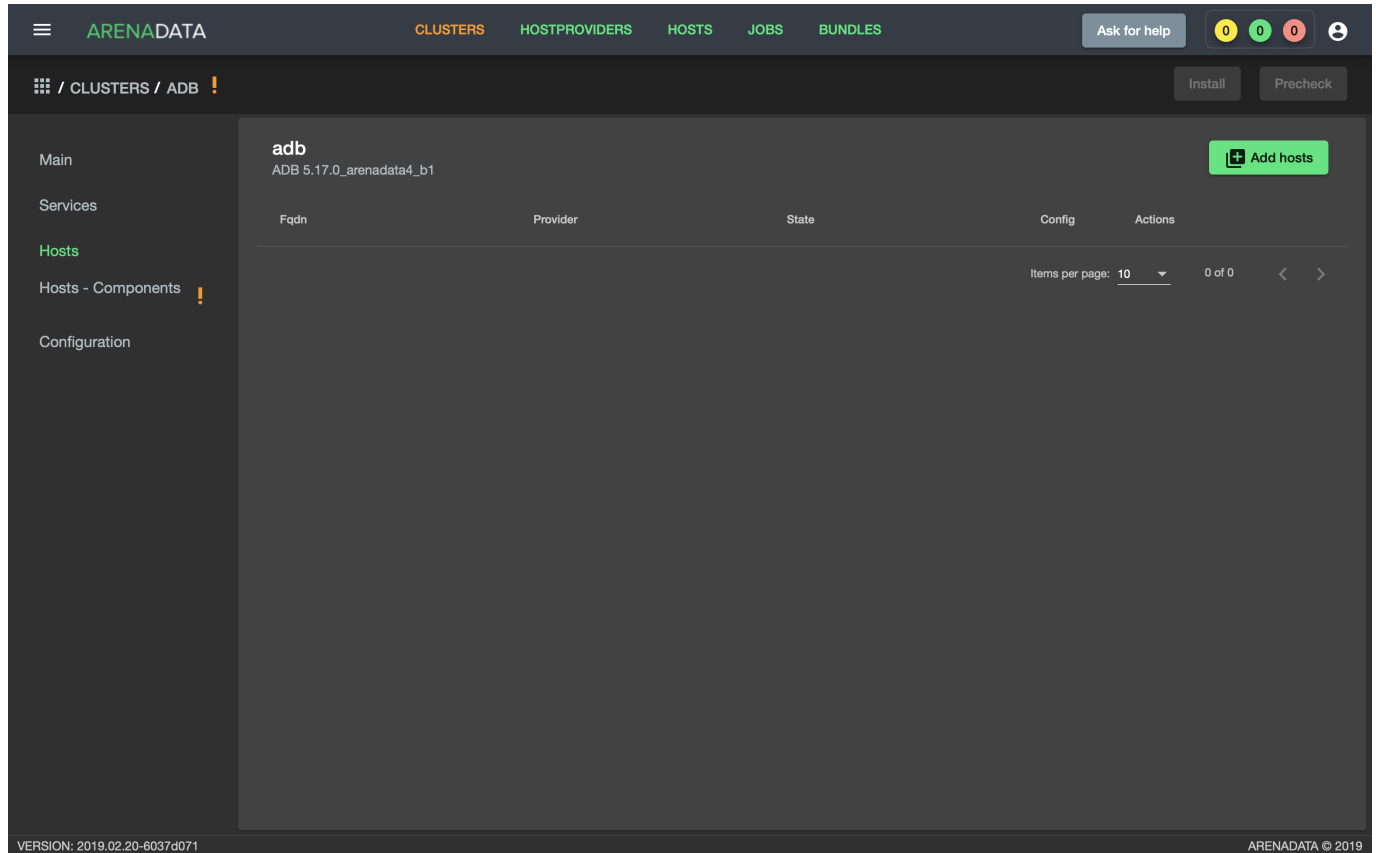 ARENADATA CLUSTERS HOSTPROVIDERS HOSTS JOBS BUNDLES Ask for help 0 0 0
/ CLUSTERS / ADB ! Install Precheck
Main
Services
Hosts
Hosts - Components !
Configuration
adb
ADB 5.17.0_arenadata4_b1
Add hosts
Fqdn Provider State Config Actions
Items per page: 10 0 of 0
VERSION: 2019.02.20-6037d071 ARENADATA © 2019